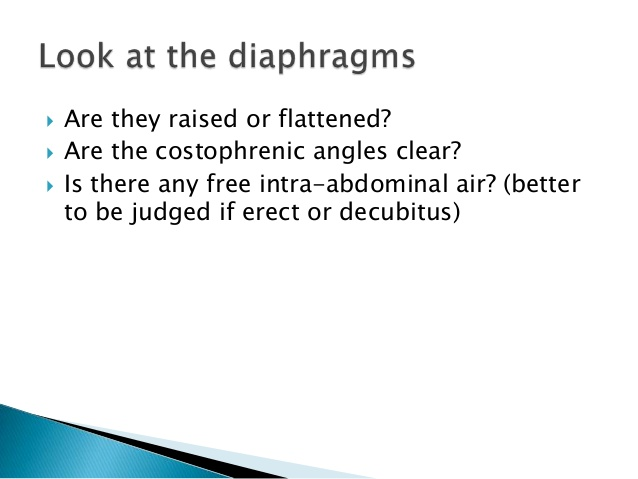 Look at the diaphragms
Are they raised or flattened?
Are the costophrenic angles clear?
Is there any free intra-abdominal air? (better
to be judged if erect or decubitus)